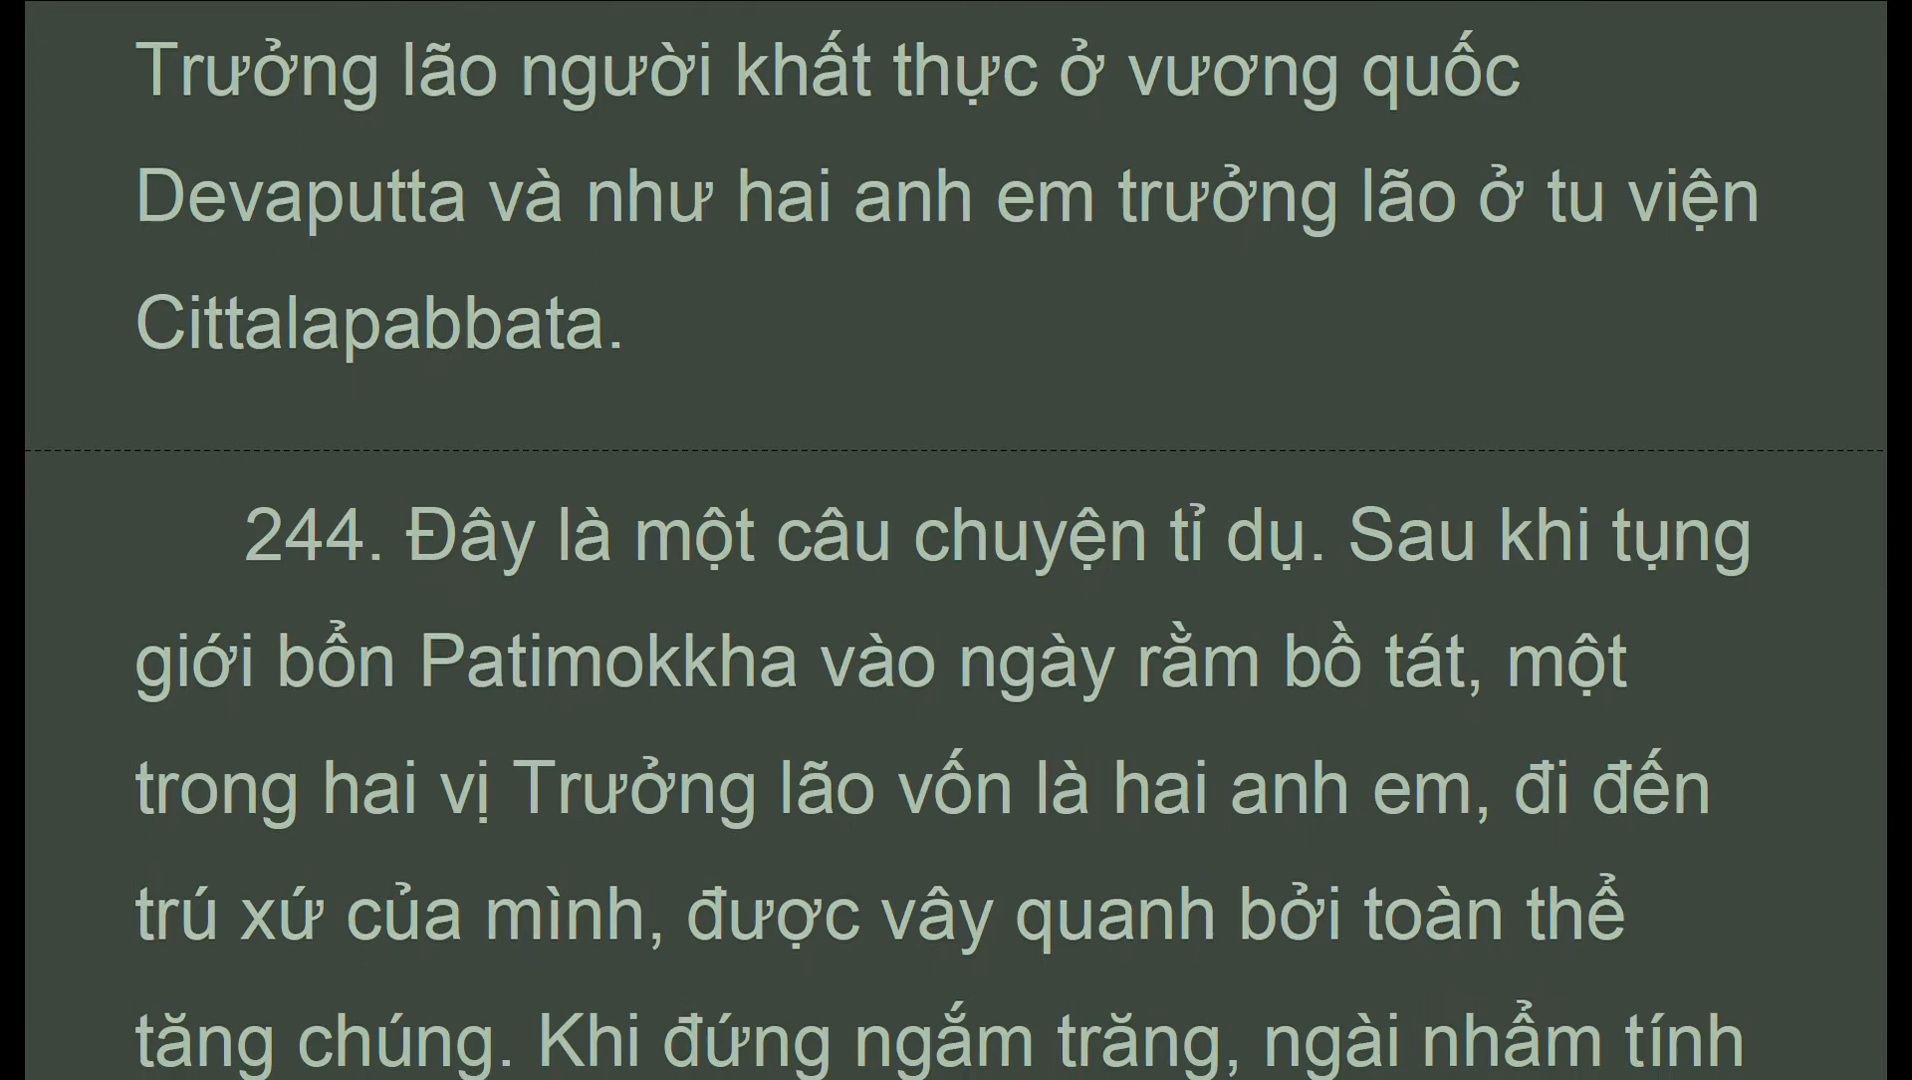 Trưởng lão người khất thực ở vương quốc
Devaputta và như hai anh em trưởng lão ở tu viện
Cittalapabbata.
244. Đây là một câu chuyện tỉ dụ. Sau khi tụng
giới bổn Patimokkha vào ngày rằm bồ tát, một
trong hai vị Trưởng lão vốn là hai anh em, đi đến
trú xứ của mình, được vây quanh bởi toàn thể
tăng chúng. Khi đứng ngắm trăng, ngài nhẩm tính